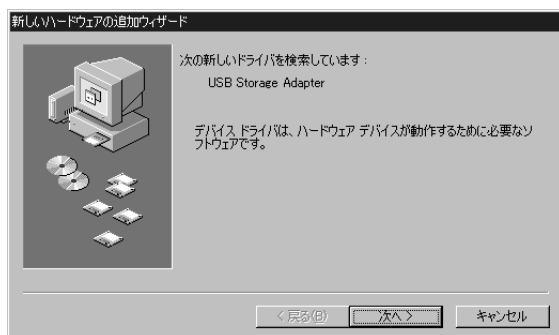 新しいハードウェアの追加ウィザード
次の新しいドライバを検索しています：
USB Storage Adapter
デバイス ドライバは、ハードウェア デバイスが動作するために必要なソ
フトウェアです。
< 戻る(B)
次へ >
キャンセル